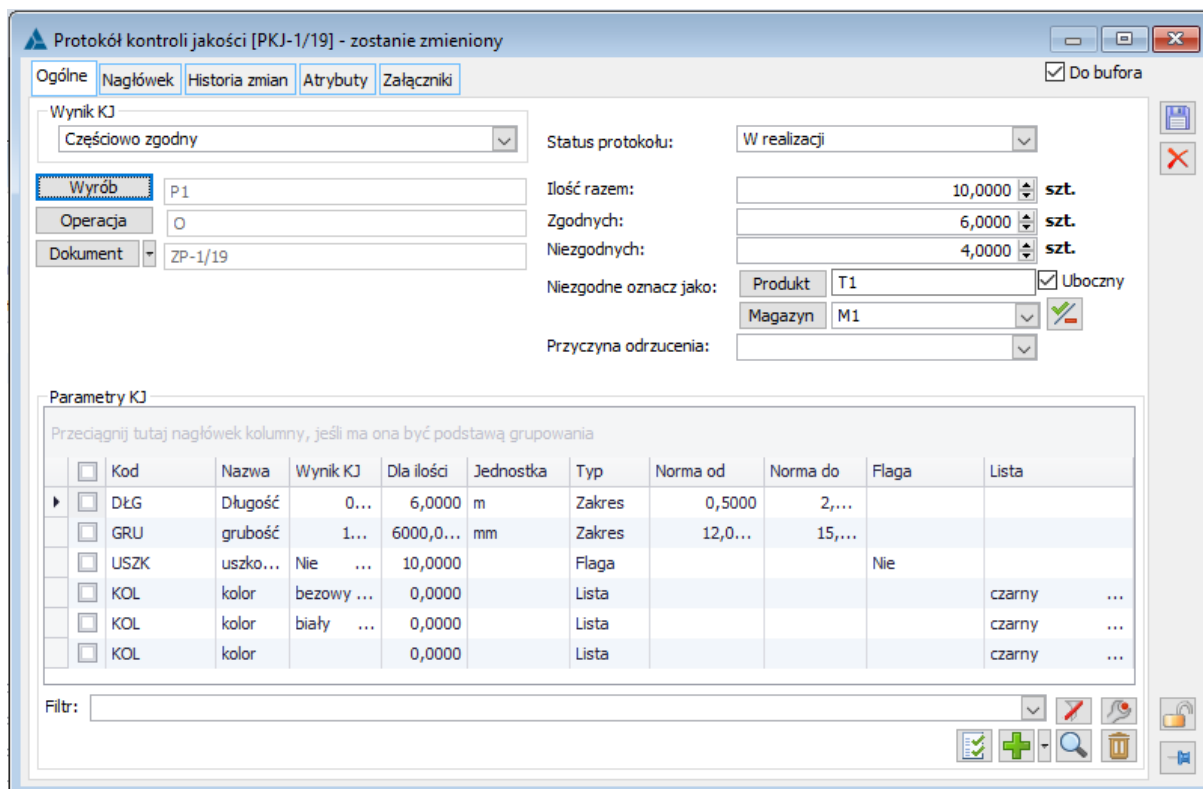 Protokół kontroli jakości [PKJ-1/19] - zostanie zmieniony
Ogólne Nagłówek Historia zmian Atrybuty Załączniki Do bufora
Wynik KJ
Częściowo zgodny Status protokołu: W realizacji
Wyrób P1 Ilość razem: 10,0000 szt.
Operacja O Zgodnych: 6,0000 szt.
Dokument ZP-1/19 Niezgodnych: 4,0000 szt.
Niezgodne oznacz jako: Produkt T1 Uboczny
Magazyn M1
Przyczyna odrzucenia:
Parametry KJ
Przeciągnij tutaj nagłówek kolumny, jeśli ma ona być podstawą grupowania
Kod Nazwa Wynik KJ Dla ilości Jednostka Typ Norma od Norma do Flaga Lista
DŁG Długość 0... 6,0000 m Zakres 0,5000 2,...
GRU grubość 1... 6000,0... mm Zakres 12,0... 15,...
USZK uszko... Nie ... 10,0000 Flaga Nie
KOL kolor bezowy ... 0,0000 Lista czarny ...
KOL kolor biały ... 0,0000 Lista czarny ...
KOL kolor 0,0000 Lista czarny ...
Filtr: